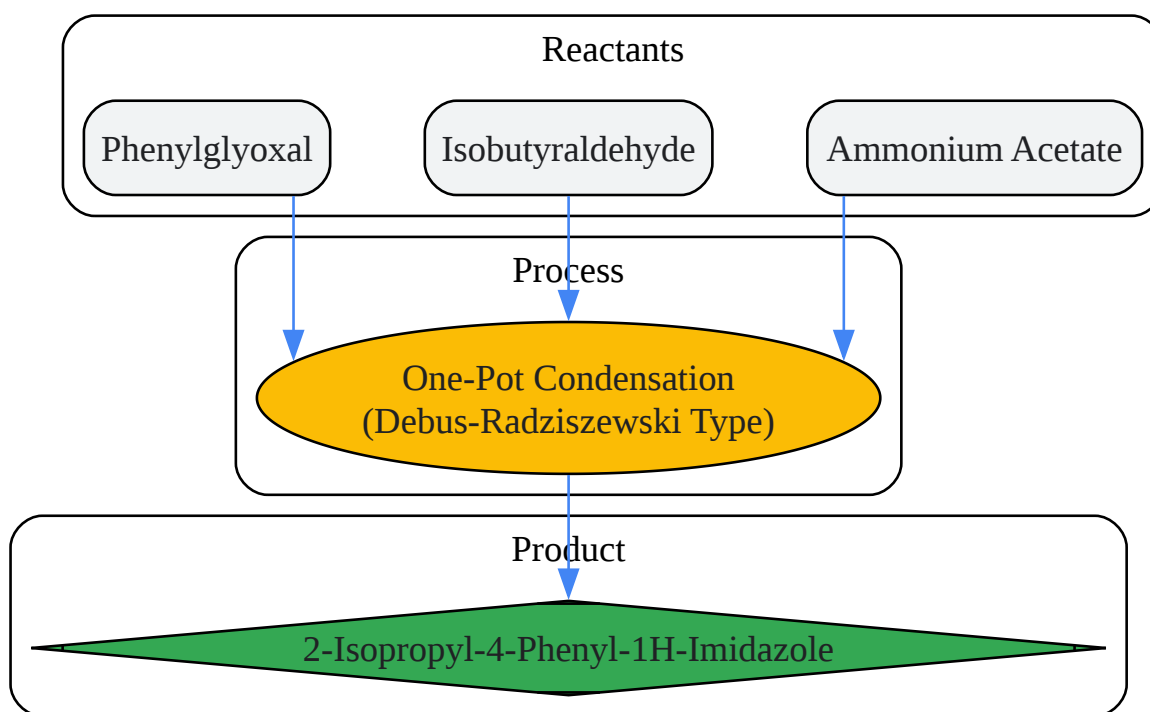 Reactants
Phenylglyoxal
Isobutyraldehyde
Ammonium Acetate
Process
One-Pot Condensation
(Debus-Radziszewski Type)
Product
2-Isopropyl-4-Phenyl-1H-Imidazole